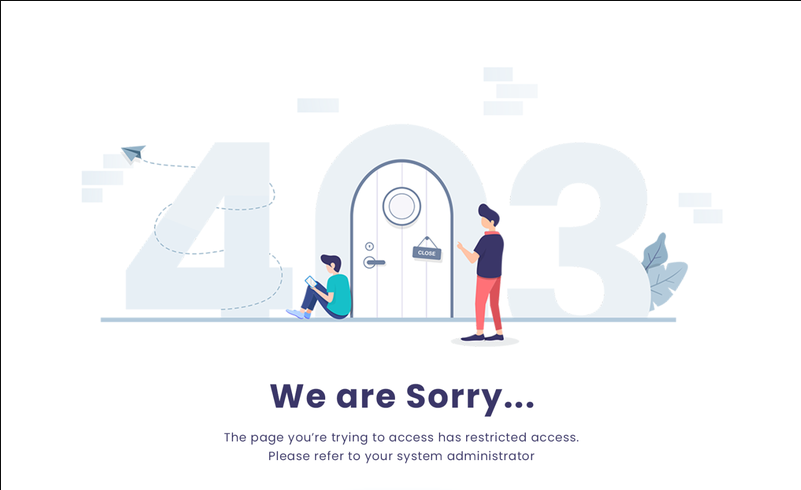 403
CLOSE
We are Sorry...
The page you're trying to access has restricted access.
Please refer to your system administrator